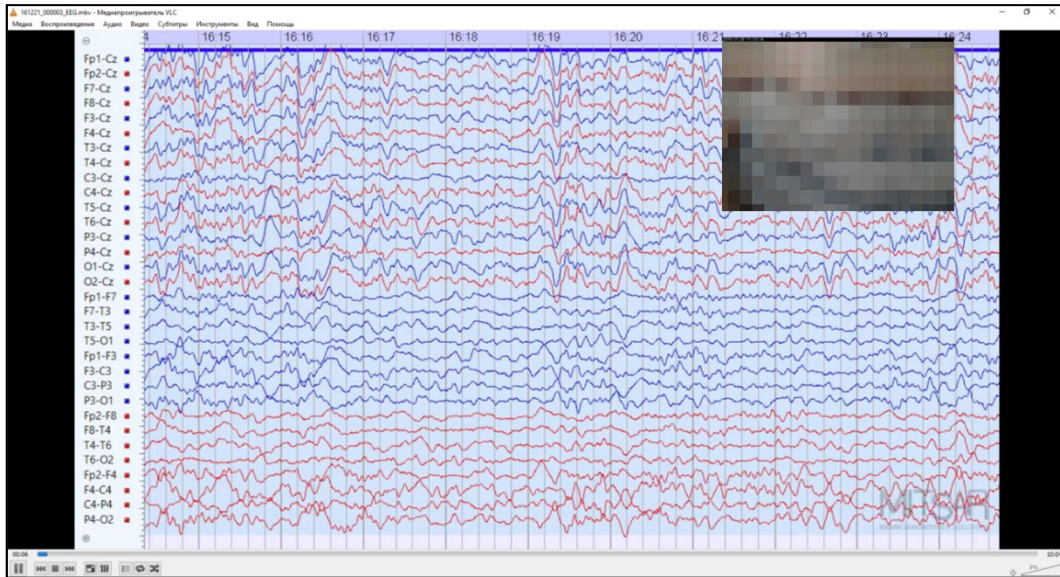 161221_000003_EEG.mkv - Медиапроигрыватель VLC
Медиа Воспроизведение Аудио Видео Субтитры Инструменты Вид Помощь
4 16:15 16:16 16:17 16:18 16:19 16:20 16:21 16:22 16:23 16:24
Fp1-Cz
Fp2-Cz
F7-Cz
F8-Cz
F3-Cz
F4-Cz
T3-Cz
T4-Cz
C3-Cz
C4-Cz
T5-Cz
T6-Cz
P3-Cz
P4-Cz
O1-Cz
O2-Cz
Fp1-F7
F7-T3
T3-T5
T5-O1
Fp1-F3
F3-C3
C3-P3
P3-O1
Fp2-F8
F8-T4
T4-T6
T6-O2
Fp2-F4
F4-C4
C4-P4
P4-O2
MITSAR
00:06